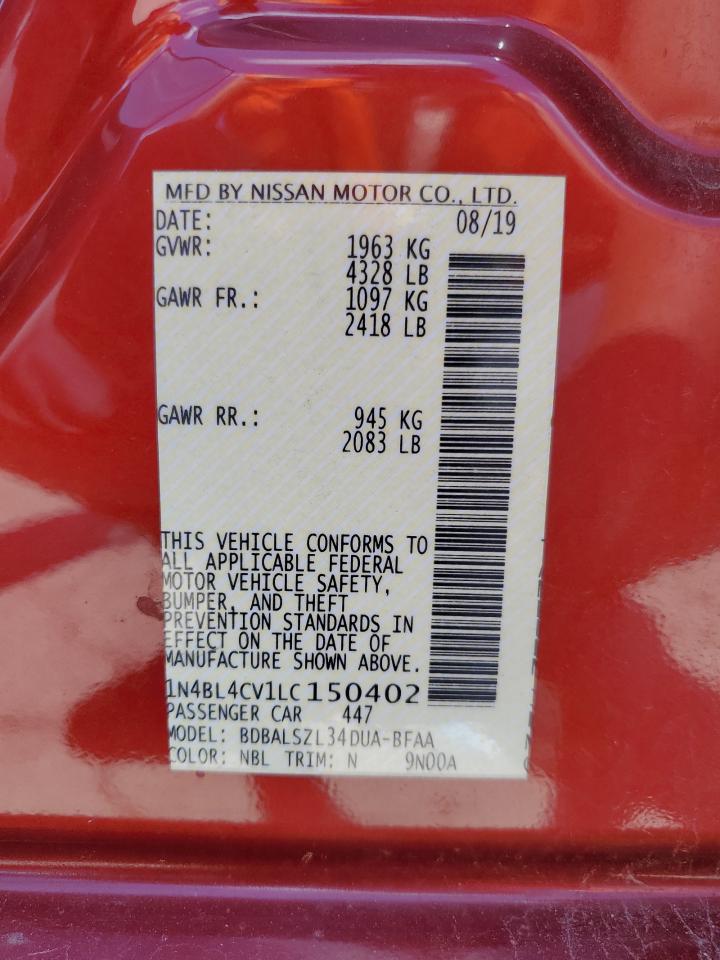 MFD BY NISSAN MOTOR CO., LTD.
DATE: 08/19
GVWR: 1963 KG
4328 LB
GAWR FR.: 1097 KG
2418 LB
GAWR RR.: 945 KG
2083 LB
THIS VEHICLE CONFORMS TO
ALL APPLICABLE FEDERAL
MOTOR VEHICLE SAFETY,
BUMPER, AND THEFT
PREVENTION STANDARDS IN
EFFECT ON THE DATE OF
MANUFACTURE SHOWN ABOVE.
1N4BL4CV1LC150402
PASSENGER CAR 447
MODEL: BDBALSZL34DUA-BFAA
COLOR: NBL TRIM: N 9N00A